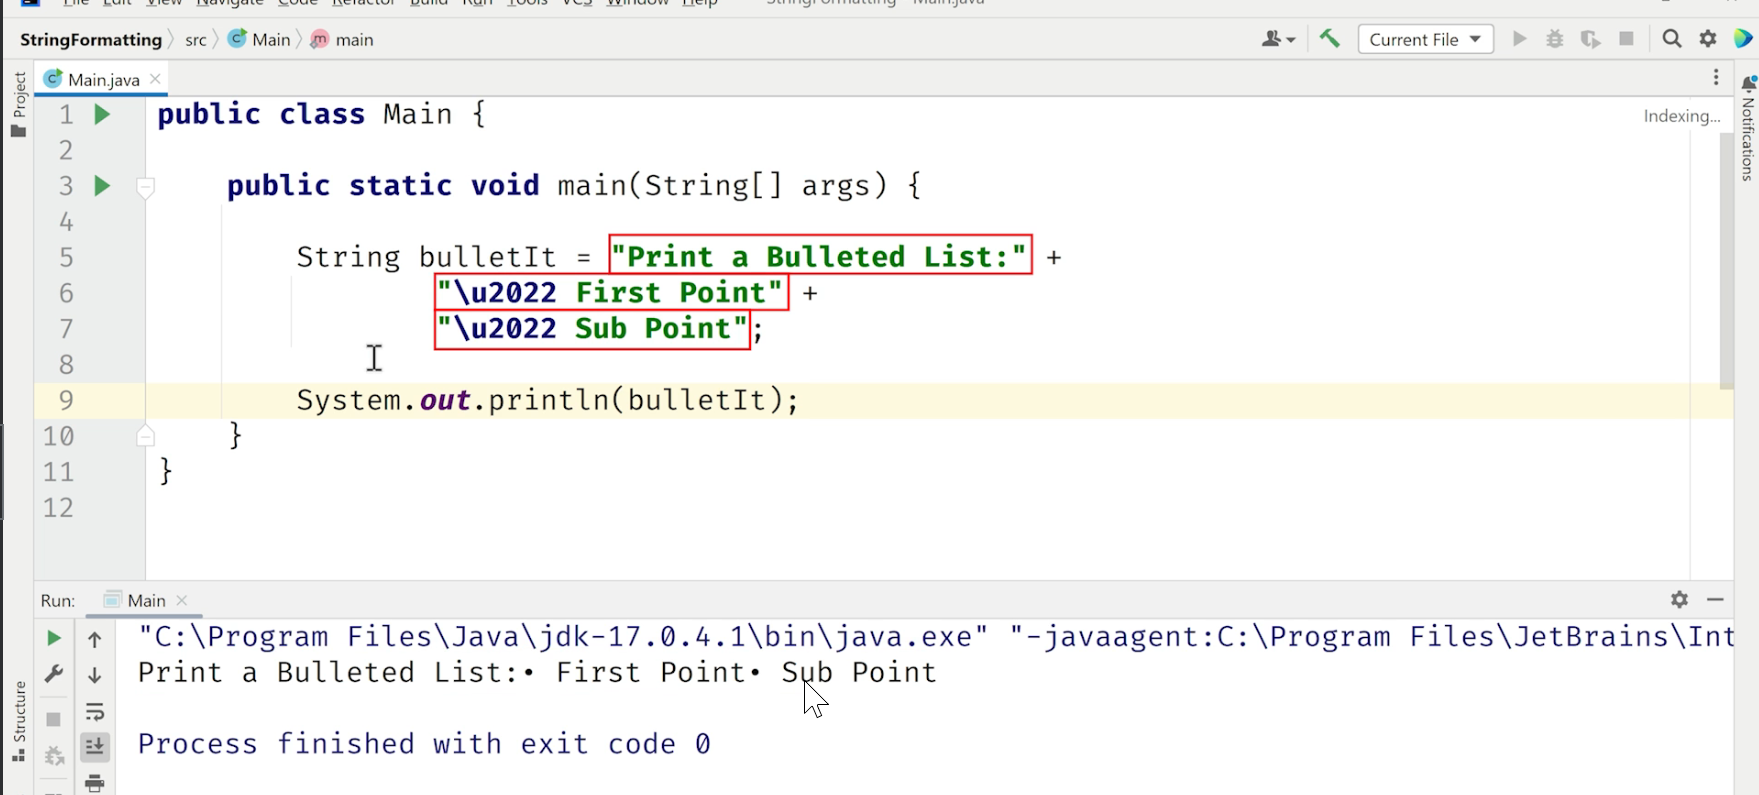 File Edit View Navigate Code Refactor Build Run Tools VCS Window Help StringFormatting - Main.java
StringFormatting src Main main
Current File
Project
Main.java
Notifications
Indexing...
1 public class Main {
2
3 public static void main(String[] args) {
4
5 String bulletIt = "Print a Bulleted List:" +
6 "\u2022 First Point" +
7 "\u2022 Sub Point";
8
9 System.out.println(bulletIt);
10 }
11 }
12
Structure
Run: Main
"C:\Program Files\Java\jdk-17.0.4.1\bin\java.exe" "-javaagent:C:\Program Files\JetBrains\Int
Print a Bulleted List:• First Point• Sub Point
Process finished with exit code 0